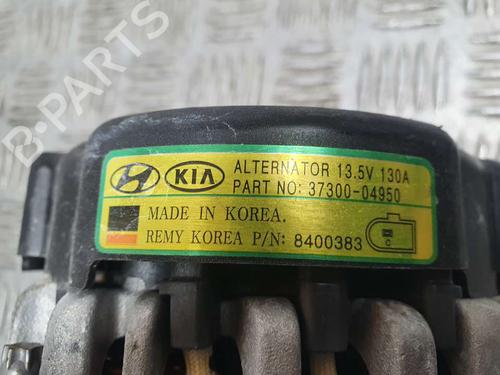 B-PARTS
KIA ALTERNATOR 13.5V 130A
PART NO: 37300-04950
MADE IN KOREA.
REMY KOREA P/N: 8400383
C